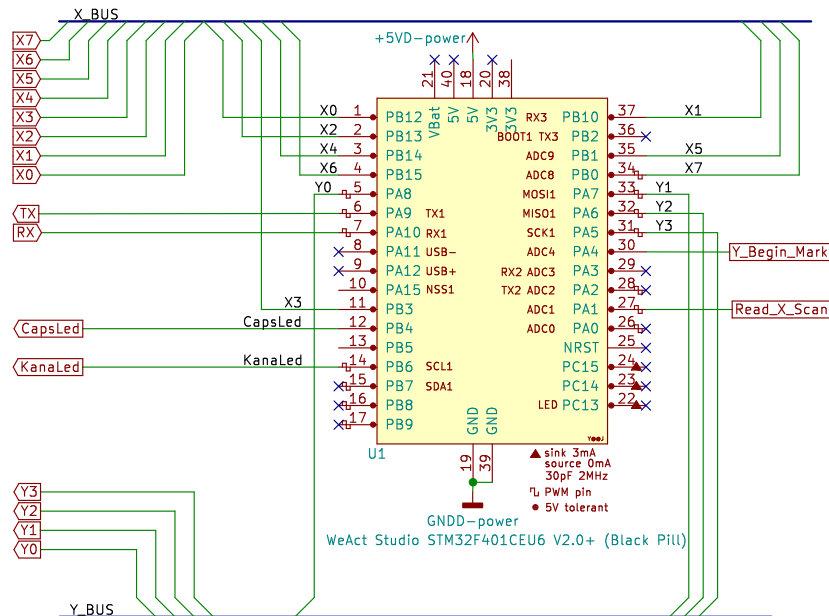 X_BUS
X7
X6
X5
X4
X3
X2
X1
X0
TX
RX
CapsLed
KanaLed
Y3
Y2
Y1
Y0
Y_BUS
+5VD-power
21 40 18 20 38
VBat 5V 5V 3V3 3V3
X0 1 PB12
X2 2 PB13
X4 3 PB14
X6 4 PB15
Y0 5 PA8
6 PA9 TX1
7 PA10 RX1
8 PA11 USB-
9 PA12 USB+
10 PA15 NSS1
X3 11 PB3
CapsLed 12 PB4
13 PB5
KanaLed 14 PB6 SCL1
15 PB7 SDA1
16 PB8
17 PB9
RX3 PB10 37 X1
BOOT1 TX3 PB2 36
ADC9 PB1 35 X5
ADC8 PB0 34 X7
MOSI1 PA7 33 Y1
MISO1 PA6 32 Y2
SCK1 PA5 31 Y3
ADC4 PA4 30
RX2 ADC3 PA3 29
TX2 ADC2 PA2 28
ADC1 PA1 27
ADC0 PA0 26
NRST 25
PC15 24
PC14 23
LED PC13 22
Y_Begin_Mark
Read_X_Scan
GND GND
19 39
U1
YooJ
sink 3mA
source 0mA
30pF 2MHz
PWM pin
5V tolerant
GNDD-power
WeAct Studio STM32F401CEU6 V2.0+ (Black Pill)